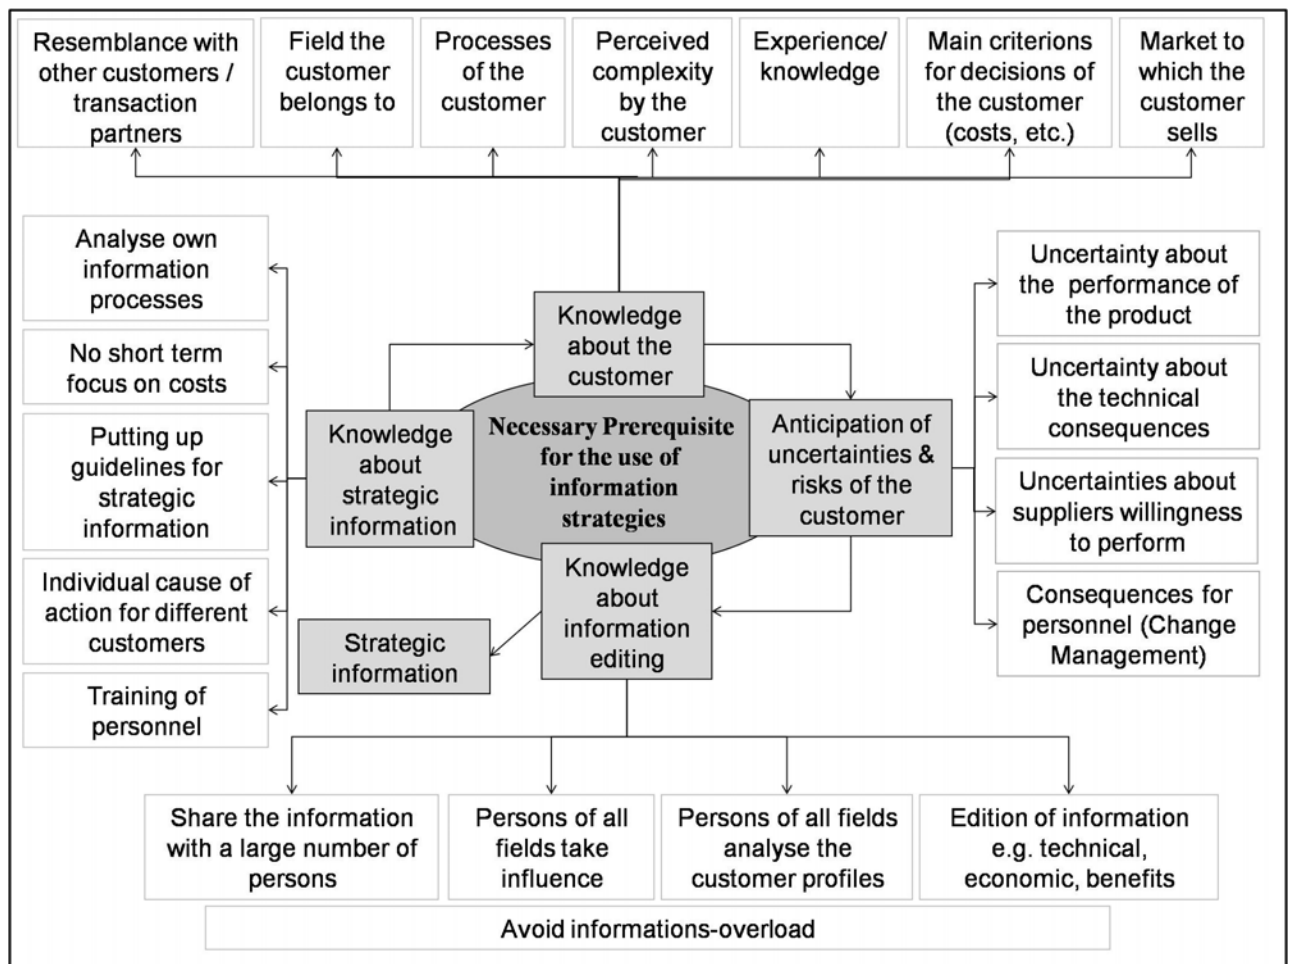 Resemblance with
other customers /
transaction
partners
Field the
customer
belongs to
Processes
of the
customer
Perceived
complexity
by the
customer
Experience/
knowledge
Main criterions
for decisions of
the customer
(costs, etc.)
Market to
which the
customer
sells
Analyse own
information
processes
No short term
focus on costs
Putting up
guidelines for
strategic
information
Individual cause of
action for different
customers
Training of
personnel
Knowledge
about the
customer
Knowledge
about
strategic
information
Necessary Prerequisite
for the use of
information
strategies
Anticipation of
uncertainties &
risks of the
customer
Knowledge
about
information
editing
Strategic
information
Uncertainty about
the performance of
the product
Uncertainty about
the technical
consequences
Uncertainties about
suppliers willingness
to perform
Consequences for
personnel (Change
Management)
Share the information
with a large number of
persons
Persons of all
fields take
influence
Persons of all fields
analyse the
customer profiles
Edition of information
e.g. technical,
economic, benefits
Avoid informations-overload